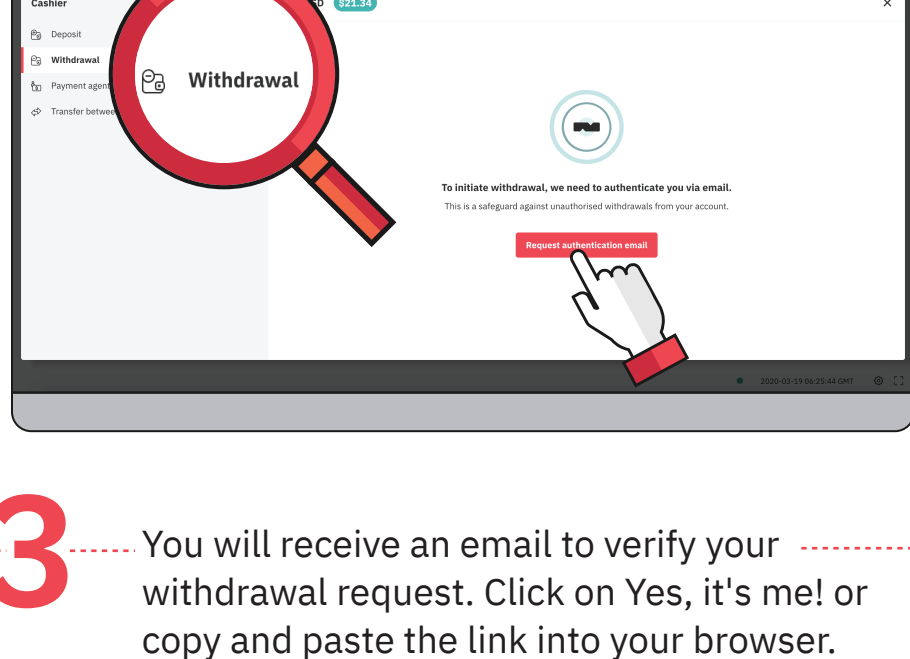 Cashier
$21.34
Deposit
Withdrawal
Payment agent
Transfer
Withdrawal
To initiate withdrawal, we need to authenticate you via email.
This is a safeguard against unauthorised withdrawals from your account.
Request authentication email
2020-03-19 06:25:44 GMT
3
You will receive an email to verify your
withdrawal request. Click on Yes, it's me! or
copy and paste the link into your browser.